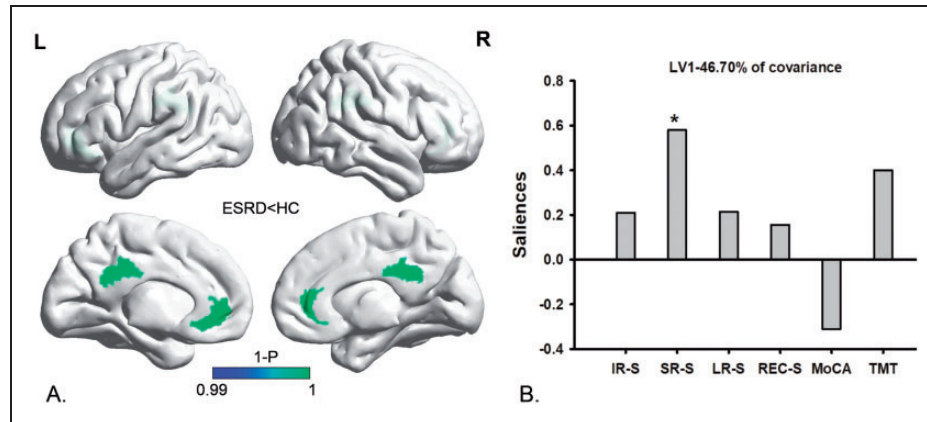 L
R
ESRD<HC
1-P
0.99 1
A.
LV1-46.70% of covariance
Saliences
0.8
0.6
0.4
0.2
0.0
-0.2
-0.4
*
IR-S SR-S LR-S REC-S MoCA TMT
B.